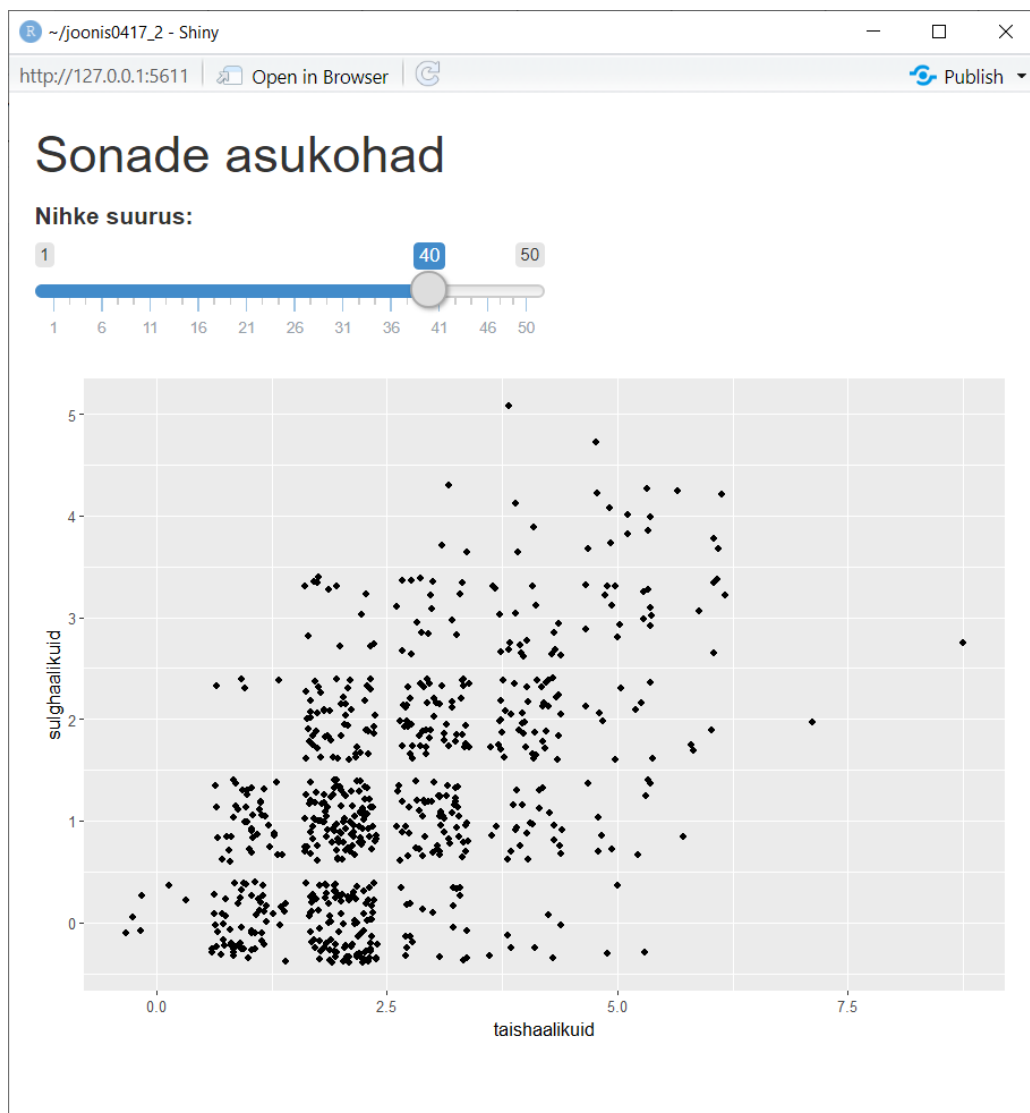 R ~/joonis0417_2 - Shiny
http://127.0.0.1:5611 Open in Browser Publish
Sonade asukohad
Nihke suurus:
1 40 50
1 6 11 16 21 26 31 36 41 46 50
5
4
3
2
1
0
sulghaalikuid
0.0 2.5 5.0 7.5
taishaalikuid